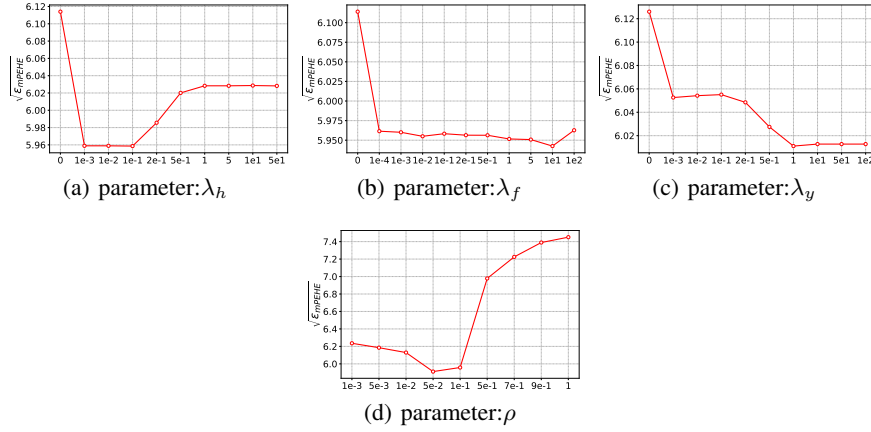 6.12
6.10
6.08
6.06
6.04
6.02
6.00
5.98
5.96
√ε_mPEHE
0 1e-3 1e-2 1e-1 2e-1 5e-1 1 5 1e1 5e1
(a) parameter:λ_h
6.100
6.075
6.050
6.025
6.000
5.975
5.950
√ε_mPEHE
0 1e-4 1e-3 1e-2 1e-1 2e-1 5e-1 1 5 1e1 1e2
(b) parameter:λ_f
6.12
6.10
6.08
6.06
6.04
6.02
√ε_mPEHE
0 1e-3 1e-2 1e-1 2e-1 5e-1 1 1e1 5e1 1e2
(c) parameter:λ_y
7.4
7.2
7.0
6.8
6.6
6.4
6.2
6.0
√ε_mPEHE
1e-3 5e-3 1e-2 5e-2 1e-1 5e-1 7e-1 9e-1 1
(d) parameter:ρ